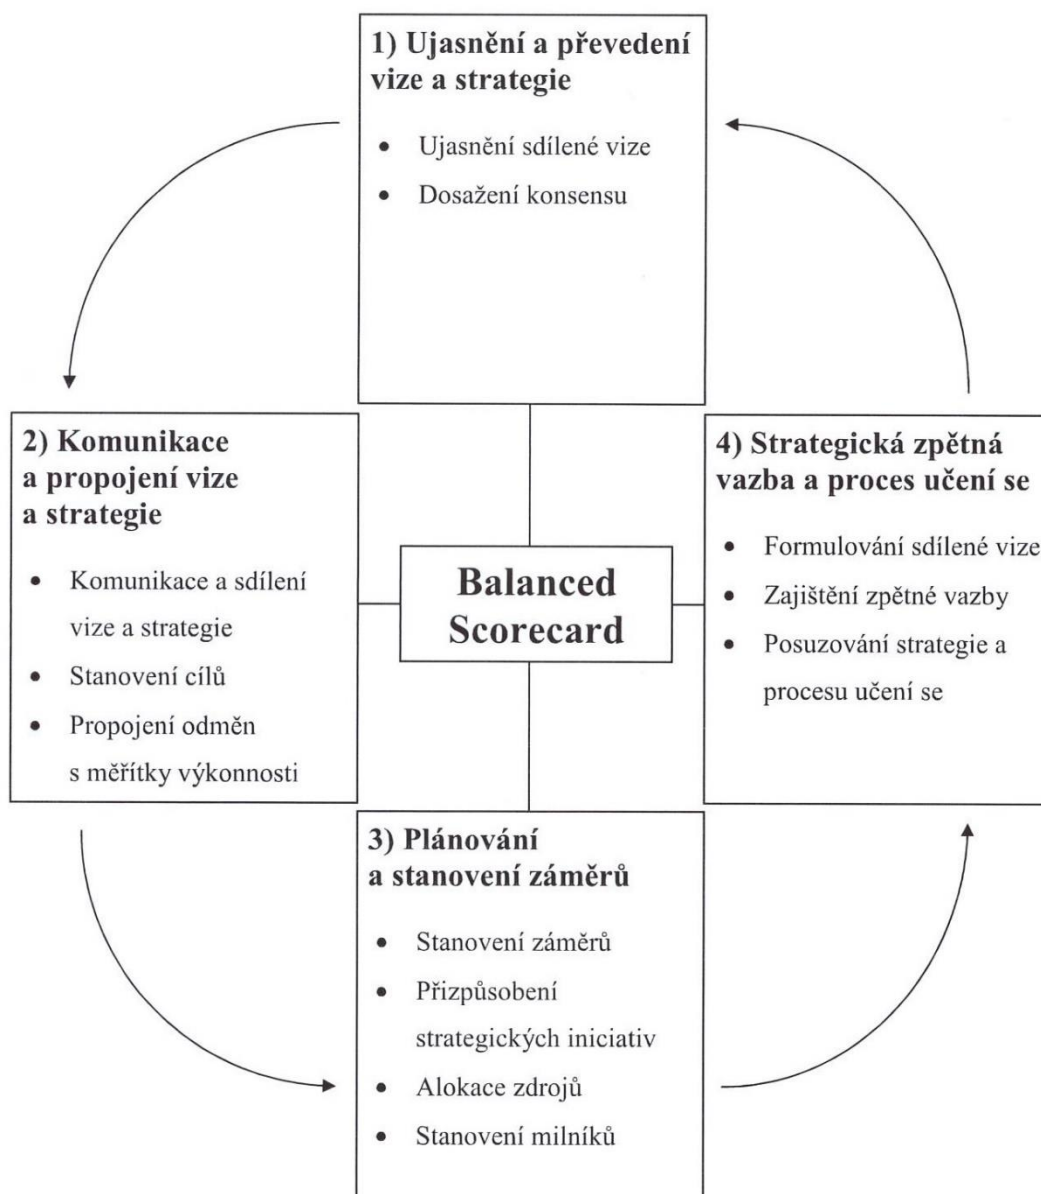 1) Ujasnění a převedení
vize a strategie
• Ujasnění sdílené vize
• Dosažení konsensu
2) Komunikace
a propojení vize
a strategie
• Komunikace a sdílení
vize a strategie
• Stanovení cílů
• Propojení odměn
s měřítky výkonnosti
Balanced
Scorecard
4) Strategická zpětná
vazba a proces učení se
• Formulování sdílené vize
• Zajištění zpětné vazby
• Posuzování strategie a
procesu učení se
3) Plánování
a stanovení záměrů
• Stanovení záměrů
• Přizpůsobení
strategických iniciativ
• Alokace zdrojů
• Stanovení milníků